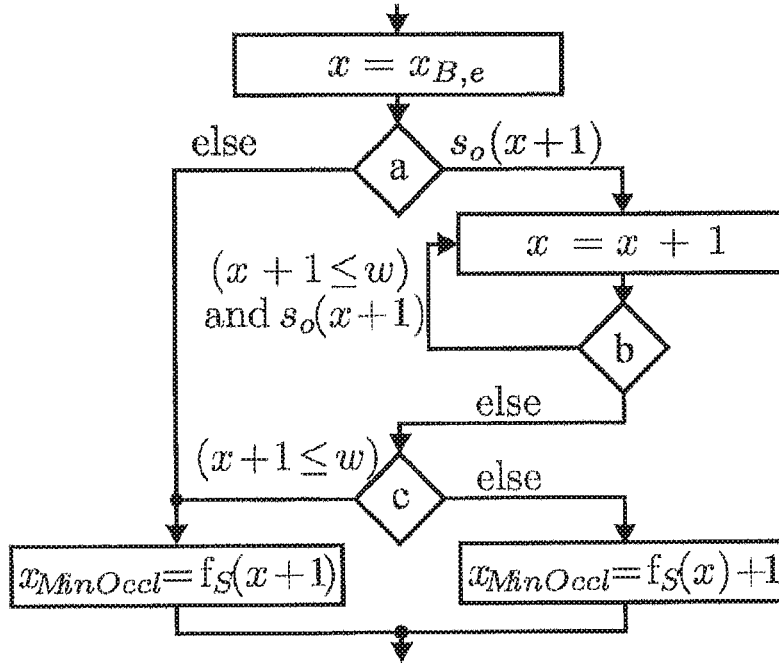 x = x_{B,e}
else
a
s_o(x+1)
x = x + 1
(x + 1 ≤ w)
and s_o(x+1)
b
else
(x + 1 ≤ w)
c
else
x_{MinOccl} = f_S(x+1)
x_{MinOccl} = f_S(x)+1